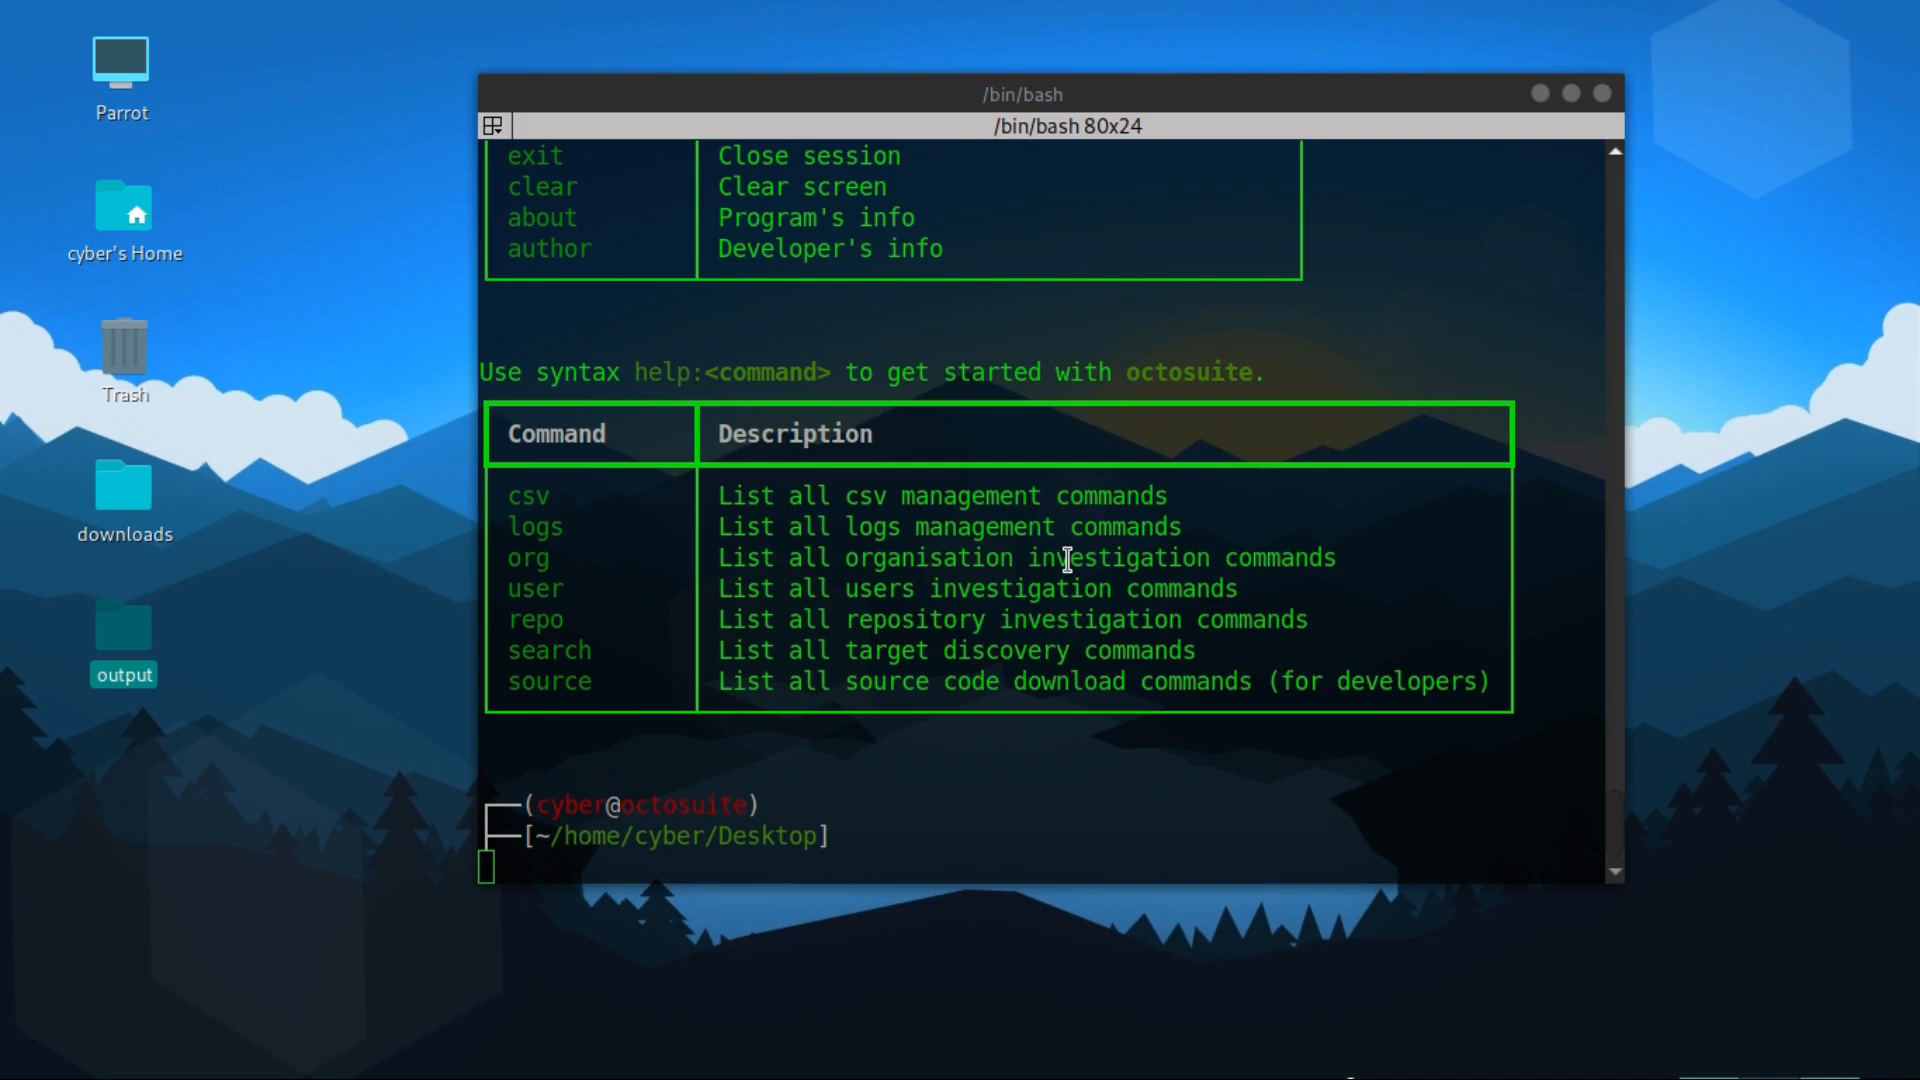 Parrot
cyber's Home
Trash
downloads
output
/bin/bash
/bin/bash 80x24
exit Close session
clear Clear screen
about Program's info
author Developer's info
Use syntax help:<command> to get started with octosuite.
Command Description
csv List all csv management commands
logs List all logs management commands
org List all organisation investigation commands
user List all users investigation commands
repo List all repository investigation commands
search List all target discovery commands
source List all source code download commands (for developers)
(cyber@octosuite)
[~/home/cyber/Desktop]